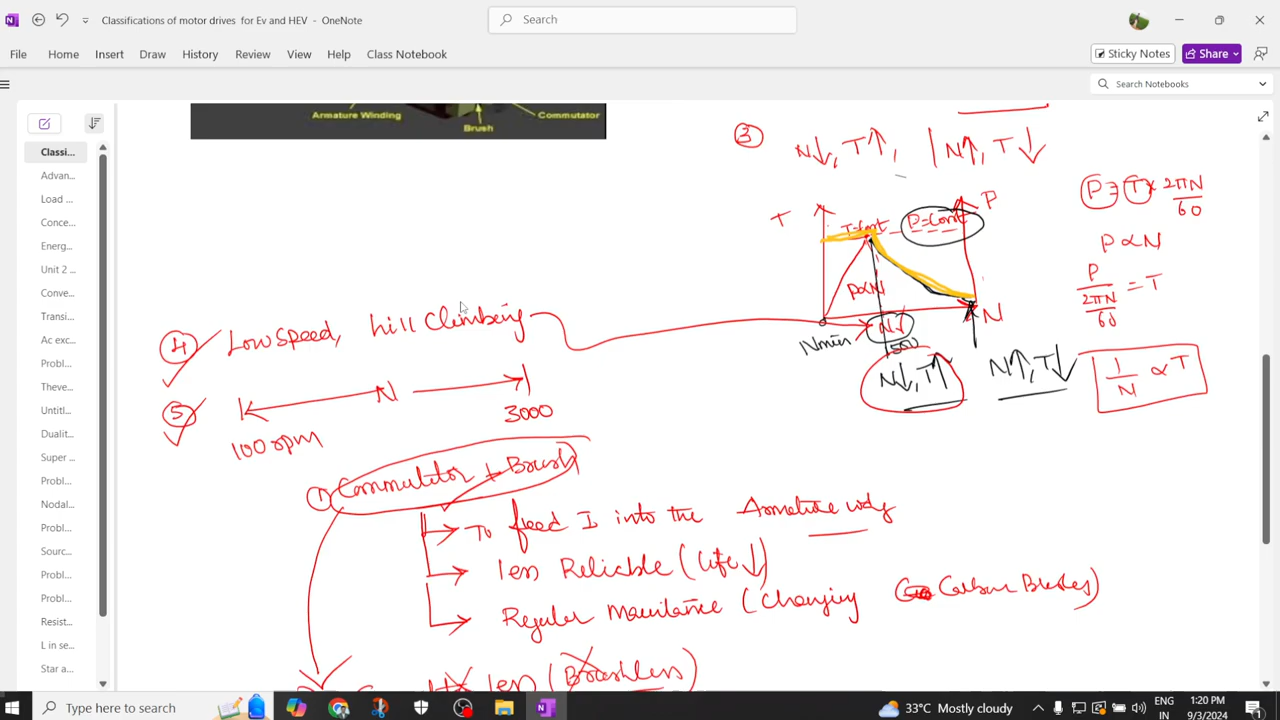 Classifications of motor drives for Ev and HEV - OneNote
Search
File Home Insert Draw History Review View Help Class Notebook
Sticky Notes
Share
Search Notebooks
Classi...
Advan...
Load ...
Conce...
Energ...
Unit 2 ...
Conve...
Transi...
Ac exc...
Probl...
Theve...
Untitl...
Dualit...
Super ...
Probl...
Nodal...
Probl...
Sourc...
Probl...
Probl...
Resist...
L in se...
Star a...
Armature Winding
Brush
Commutator
③ N↓, T↑, | N↑, T↓
T
T=Const
P=Const
P
P∝N
Nmin
N↓
N
N↓, T↑
N↑, T↓
P = T × 2πN/60
P∝N
P / (2πN/60) = T
1/N ∝ T
④ Low Speed, hill Climbing
⑤ N
100 rpm
3000
① Commutator + Brush
→ To feed I into the Armature wdg
→ less Reliable (life↓)
→ Regular Maintance (Changing Carbon Brushes)
less (Brushless)
Type here to search
33°C Mostly cloudy
ENG
IN
1:20 PM
9/3/2024